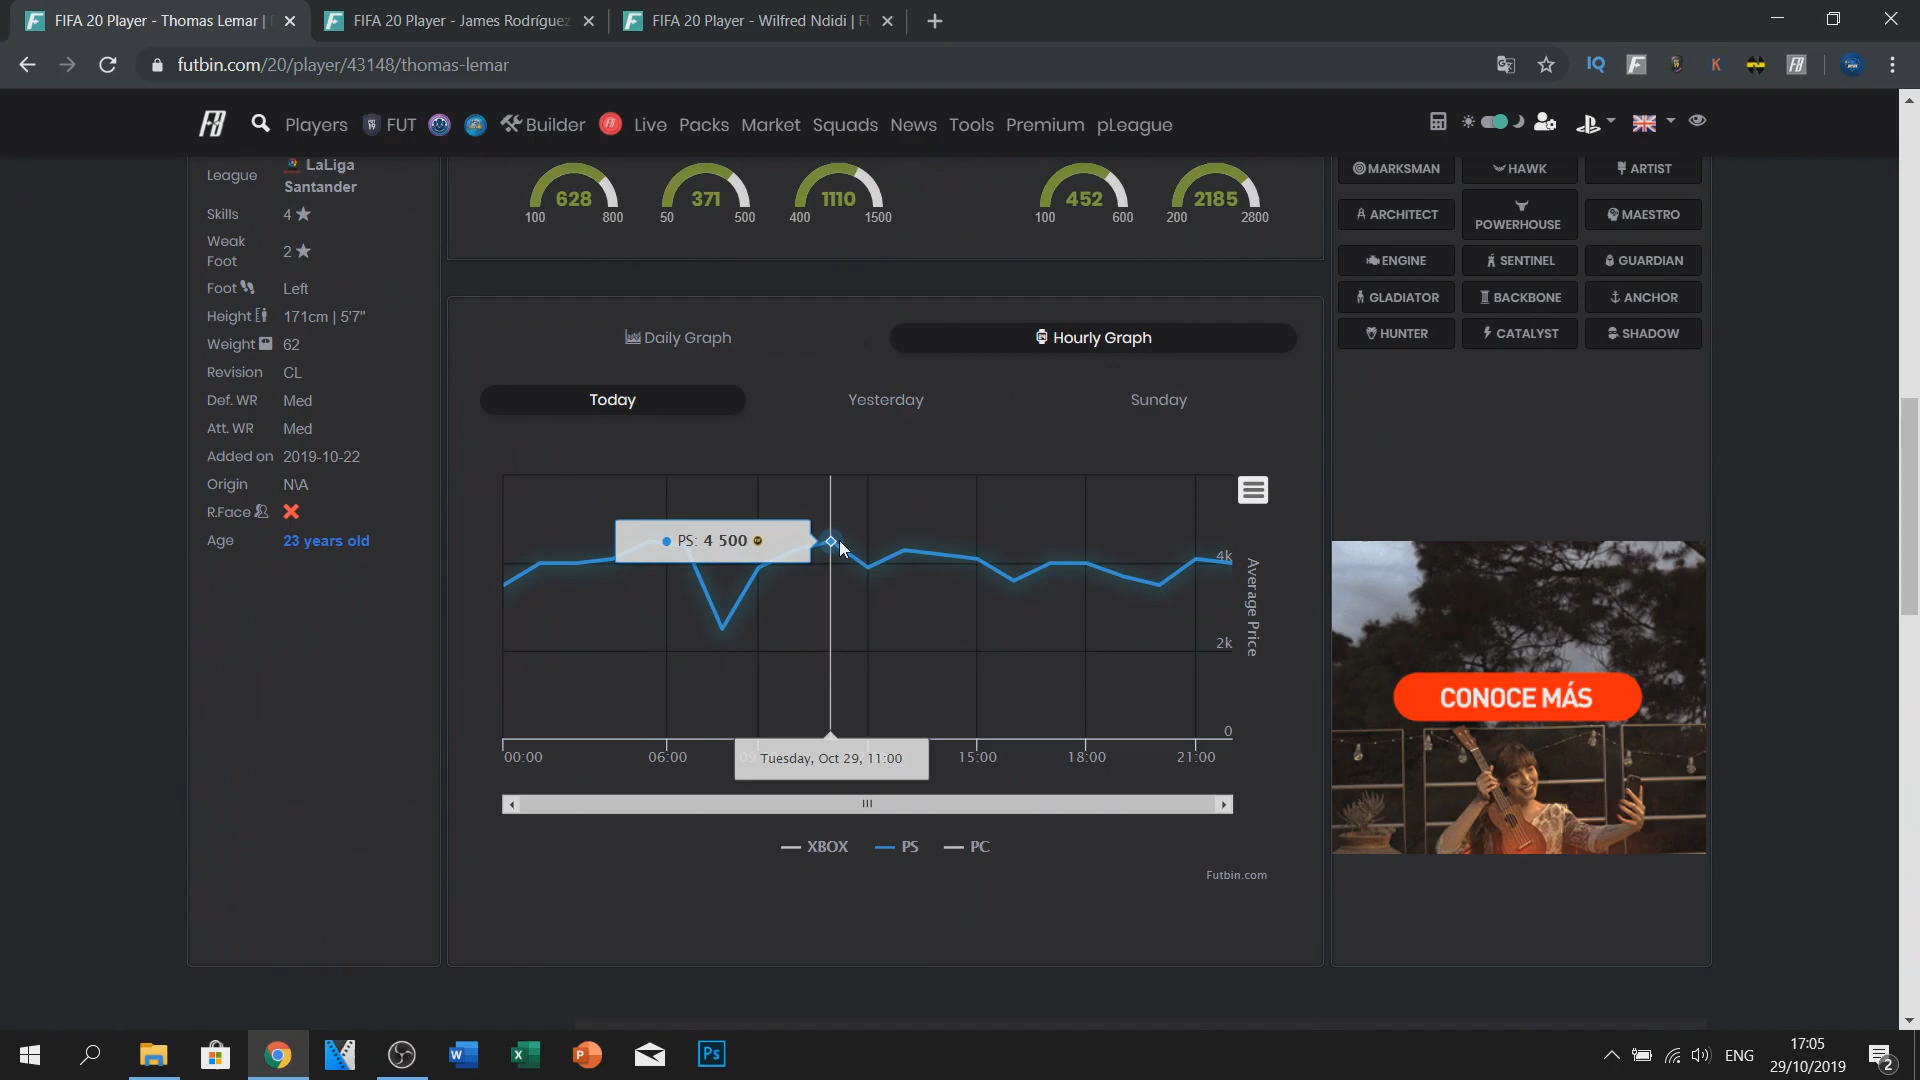 FIFA 20 Player - Thomas Lemar |
FIFA 20 Player - James Rodríguez
FIFA 20 Player - Wilfred Ndidi | F
futbin.com/20/player/43148/thomas-lemar
IQ
K
Players
FUT
Builder
Live
Packs
Market
Squads
News
Tools
Premium
pLeague
League
LaLiga
Santander
Skills
4
Weak
Foot
2
Foot
Left
Height
171cm | 5'7"
Weight
62
Revision
CL
Def. WR
Med
Att. WR
Med
Added on
2019-10-22
Origin
N\A
R.Face
Age
23 years old
628
100 800
371
50 500
1110
400 1500
452
100 600
2185
200 2800
MARKSMAN
HAWK
ARTIST
ARCHITECT
POWERHOUSE
MAESTRO
ENGINE
SENTINEL
GUARDIAN
GLADIATOR
BACKBONE
ANCHOR
HUNTER
CATALYST
SHADOW
Daily Graph
Hourly Graph
Today
Yesterday
Sunday
PS: 4 500
4k
2k
0
Average Price
00:00
06:00
Tuesday, Oct 29, 11:00
15:00
18:00
21:00
XBOX
PS
PC
Futbin.com
CONOCE MÁS
Ps
ENG
17:05
29/10/2019
2